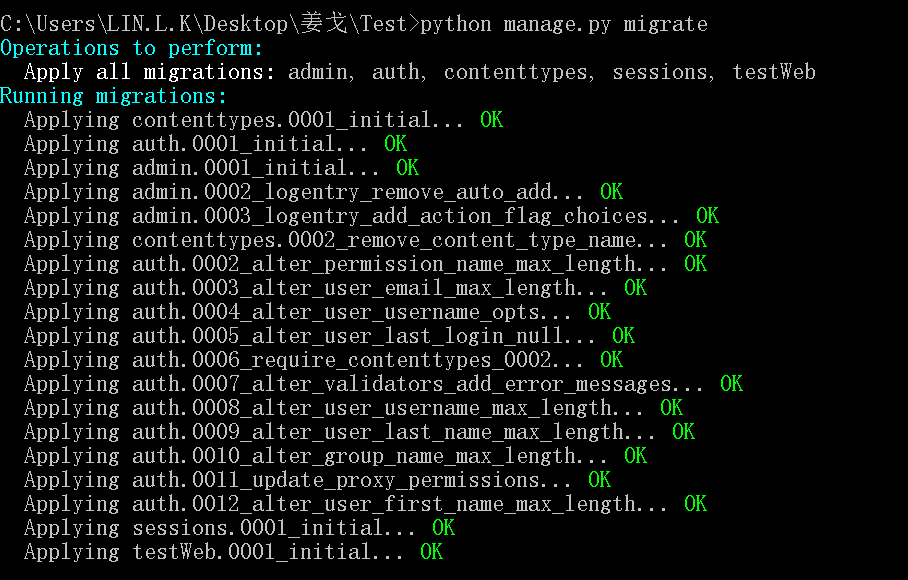 C:\Users\LIN.L.K\Desktop\姜戈\Test>python manage.py migrate
Operations to perform:
  Apply all migrations: admin, auth, contenttypes, sessions, testWeb
Running migrations:
  Applying contenttypes.0001_initial... OK
  Applying auth.0001_initial... OK
  Applying admin.0001_initial... OK
  Applying admin.0002_logentry_remove_auto_add... OK
  Applying admin.0003_logentry_add_action_flag_choices... OK
  Applying contenttypes.0002_remove_content_type_name... OK
  Applying auth.0002_alter_permission_name_max_length... OK
  Applying auth.0003_alter_user_email_max_length... OK
  Applying auth.0004_alter_user_username_opts... OK
  Applying auth.0005_alter_user_last_login_null... OK
  Applying auth.0006_require_contenttypes_0002... OK
  Applying auth.0007_alter_validators_add_error_messages... OK
  Applying auth.0008_alter_user_username_max_length... OK
  Applying auth.0009_alter_user_last_name_max_length... OK
  Applying auth.0010_alter_group_name_max_length... OK
  Applying auth.0011_update_proxy_permissions... OK
  Applying auth.0012_alter_user_first_name_max_length... OK
  Applying sessions.0001_initial... OK
  Applying testWeb.0001_initial... OK